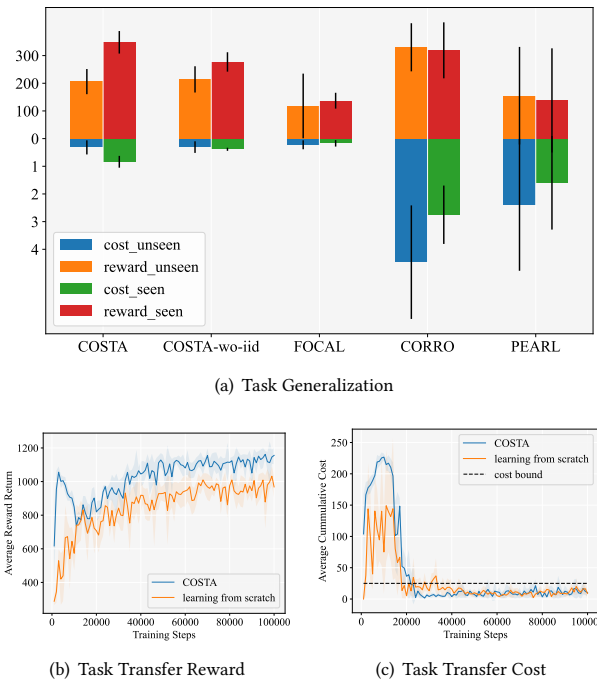 300
200
100
0
1
2
3
4
cost_unseen
reward_unseen
cost_seen
reward_seen
COSTA
COSTA-wo-iid
FOCAL
CORRO
PEARL
(a) Task Generalization
Average Reward Return
1200
1000
800
600
400
COSTA
learning from scratch
0
20000
40000
60000
80000
100000
Training Steps
(b) Task Transfer Reward
Average Cummulative Cost
250
200
150
100
50
0
COSTA
learning from scratch
cost bound
0
20000
40000
60000
80000
100000
Training Steps
(c) Task Transfer Cost